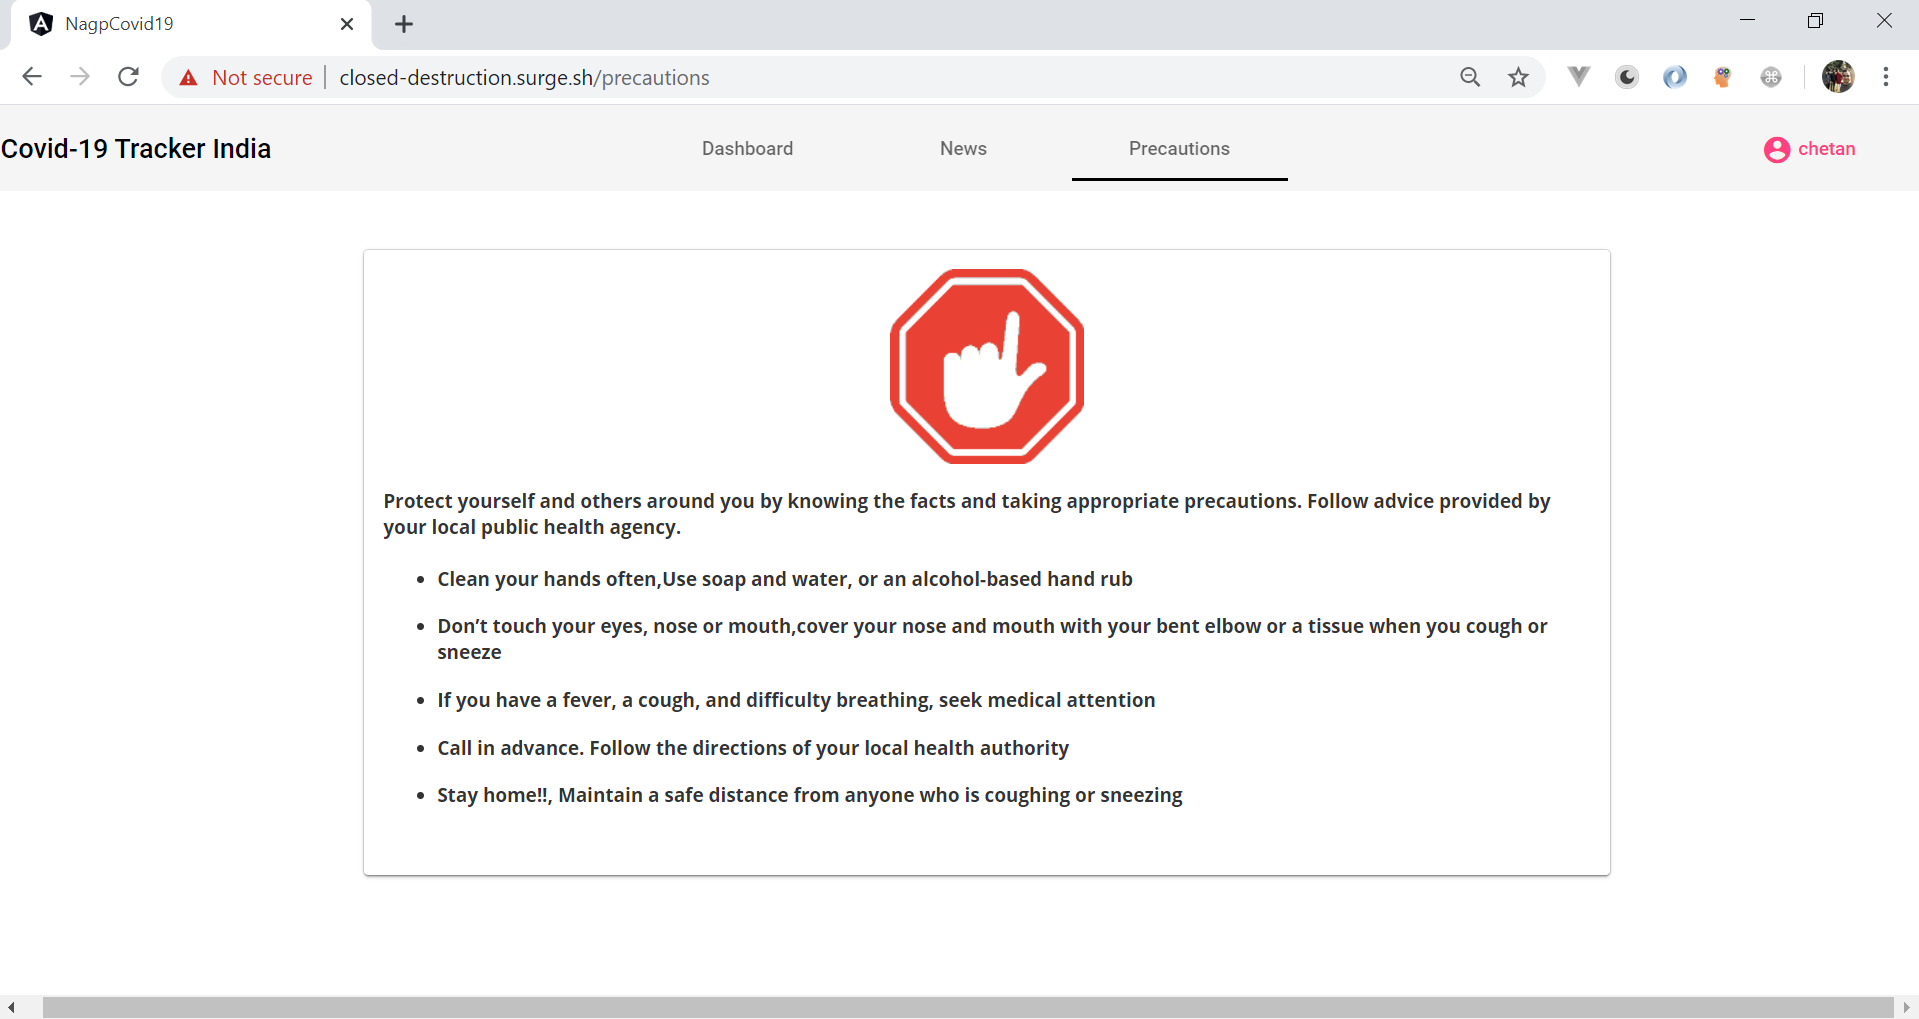 NagpCovid19
Not secure | closed-destruction.surge.sh/precautions
Covid-19 Tracker India
Dashboard
News
Precautions
chetan
Protect yourself and others around you by knowing the facts and taking appropriate precautions. Follow advice provided by
your local public health agency.
• Clean your hands often,Use soap and water, or an alcohol-based hand rub
• Don’t touch your eyes, nose or mouth,cover your nose and mouth with your bent elbow or a tissue when you cough or
sneeze
• If you have a fever, a cough, and difficulty breathing, seek medical attention
• Call in advance. Follow the directions of your local health authority
• Stay home!!, Maintain a safe distance from anyone who is coughing or sneezing